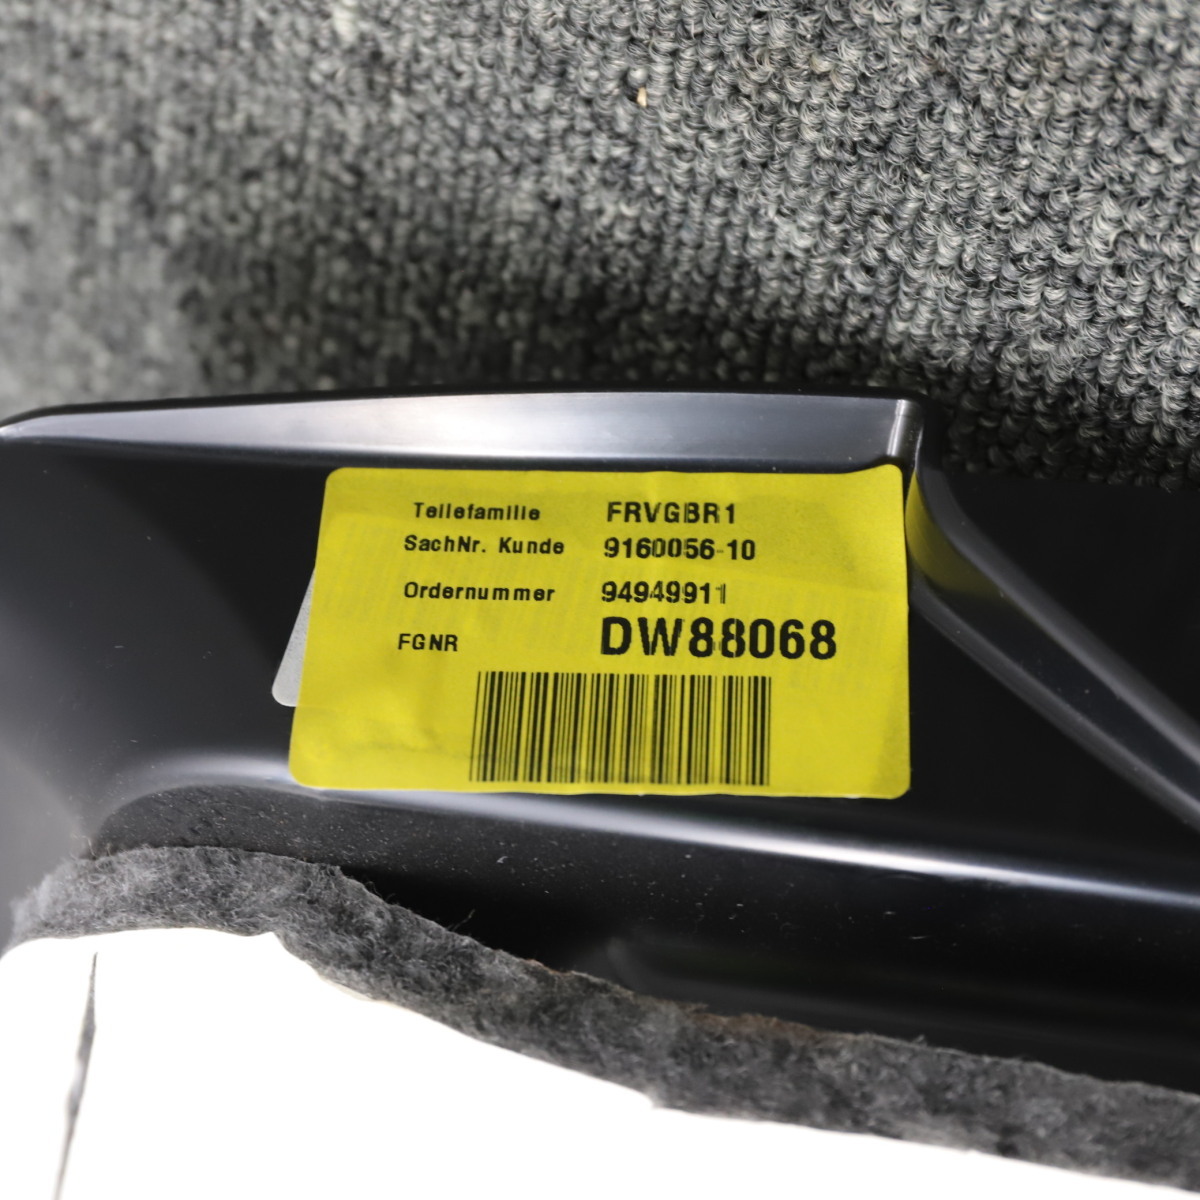 Teilefamilie FRVGBR1
SachNr. Kunde 9160056-10
Ordernummer 94949911
FGNR DW88068